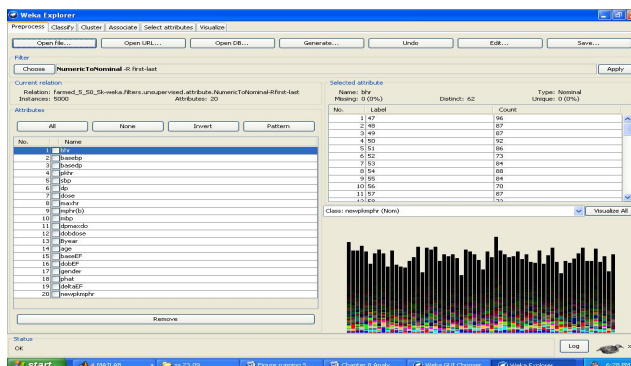 Weka Explorer
Preprocess Classify Cluster Associate Select attributes Visualize
Open file... Open URL... Open DB... Generate... Undo Edit... Save...
Filter
Choose NumericToNominal -R first-last Apply
Current relation
Relation: farmed_5_50_5k-weka.filters.unsupervised.attribute.NumericToNominal-Rfirst-last
Instances: 5000 Attributes: 20
Attributes
All None Invert Pattern
No. Name
1 bhr
2 basebp
3 basedp
4 pkhr
5 sbp
6 dp
7 dose
8 maxhr
9 mphr(b)
10 mbp
11 dpmaxdo
12 dobdose
13 Byear
14 age
15 baseEF
16 dobEF
17 gender
18 phat
19 deltaEF
20 newpkmphr
Remove
Selected attribute
Name: bhr Type: Nominal
Missing: 0 (0%) Distinct: 62 Unique: 0 (0%)
No. Label Count
1 47 96
2 48 87
3 49 87
4 50 92
5 51 86
6 52 73
7 53 84
8 54 88
9 55 84
10 56 70
11 57 87
Class: newpkmphr (Nom) Visualize All
Status
OK
Log x
start 4 MATLAB Chapter 6 Analy... Weka GUI Chooser Weka Explorer 6:28 PM